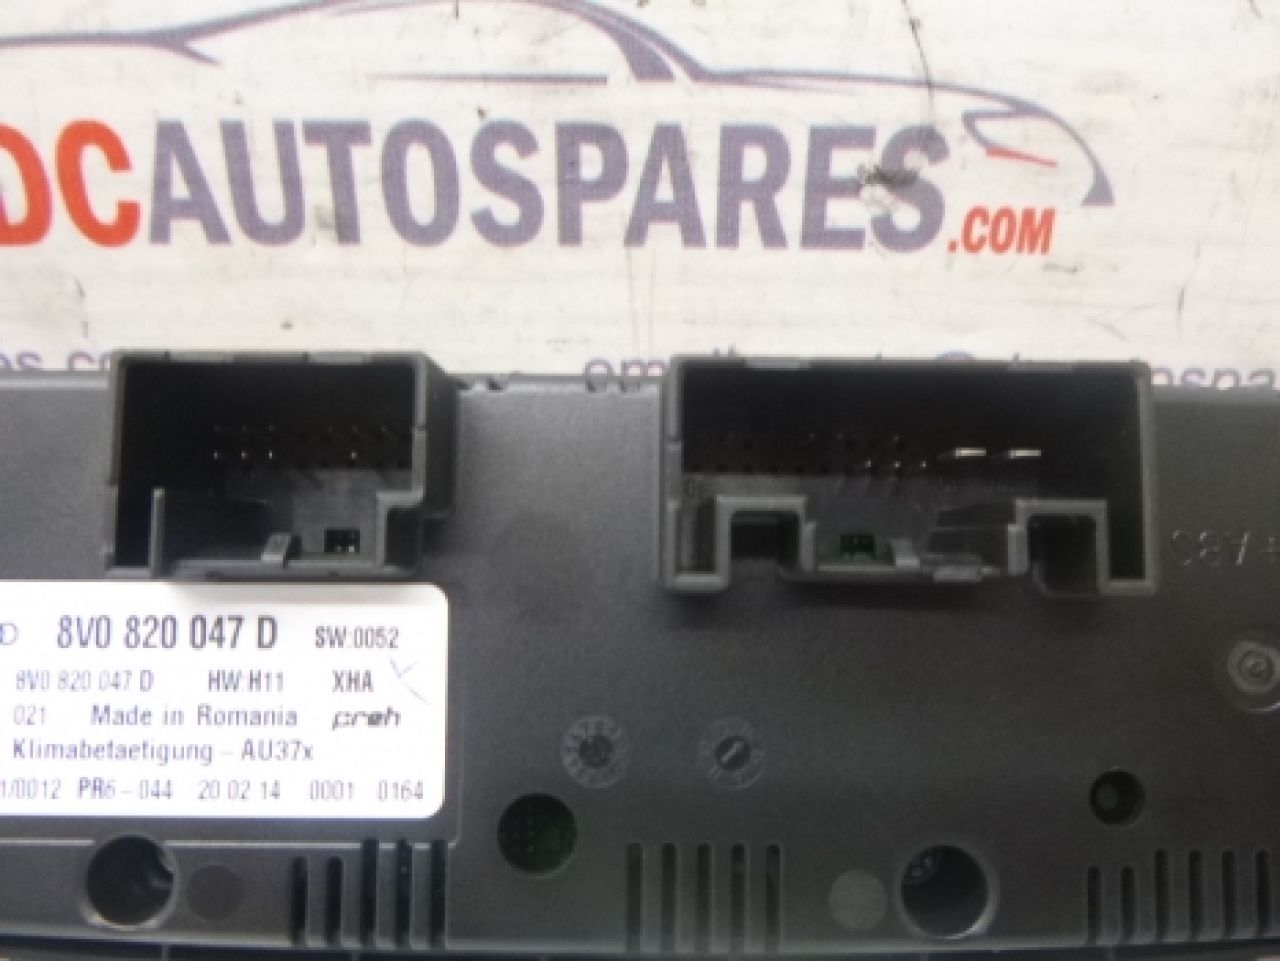 DCAUTOSPARES.COM
8V0 820 047 D SW:0052
8V0 820 047 D HW:H11 XHA
021 Made in Romania preh
Klimabetaetigung - AU37x
1/0012 PR6-044 20 02 14 0001 0164